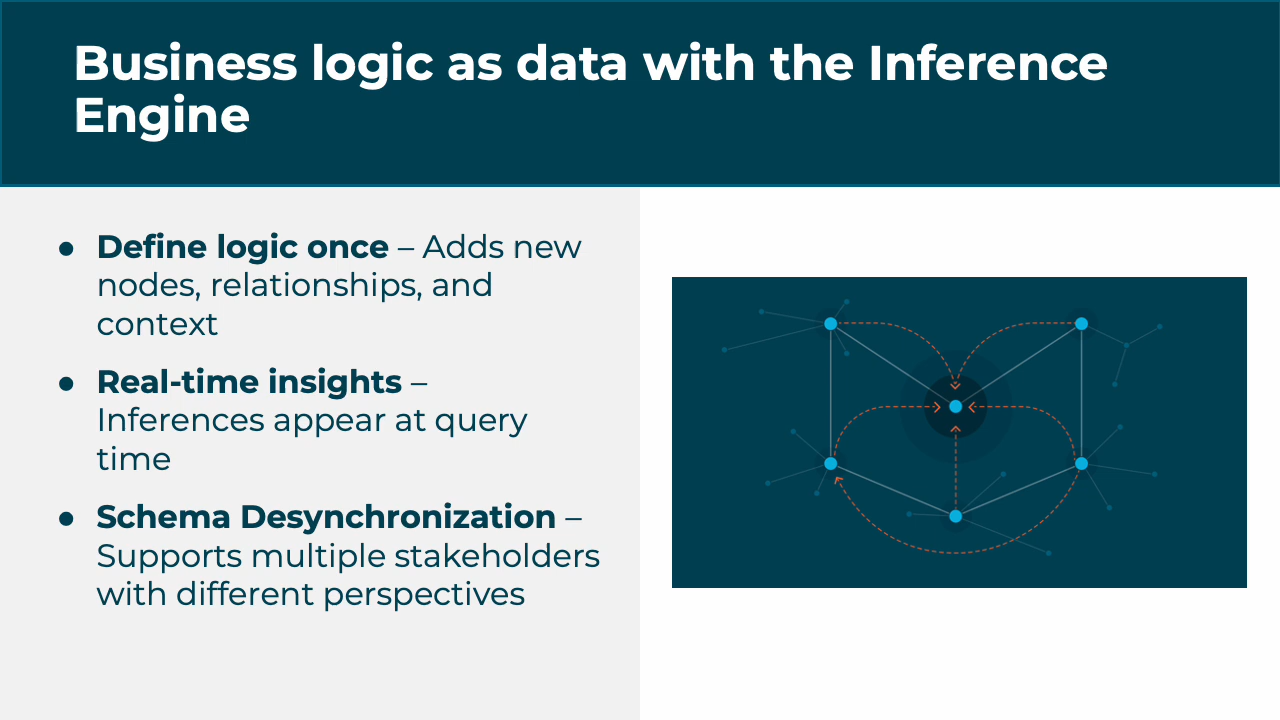 Business logic as data with the Inference
Engine
● Define logic once – Adds new
nodes, relationships, and
context
● Real-time insights –
Inferences appear at query
time
● Schema Desynchronization –
Supports multiple stakeholders
with different perspectives